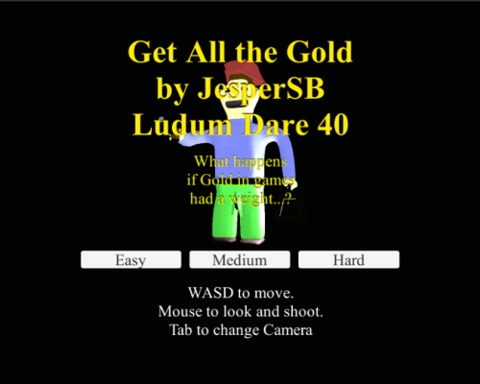 Get All the Gold
by JesperSB
Ludum Dare 40
What happens
if Gold in games
had a weight...?
Easy Medium Hard
WASD to move.
Mouse to look and shoot.
Tab to change Camera